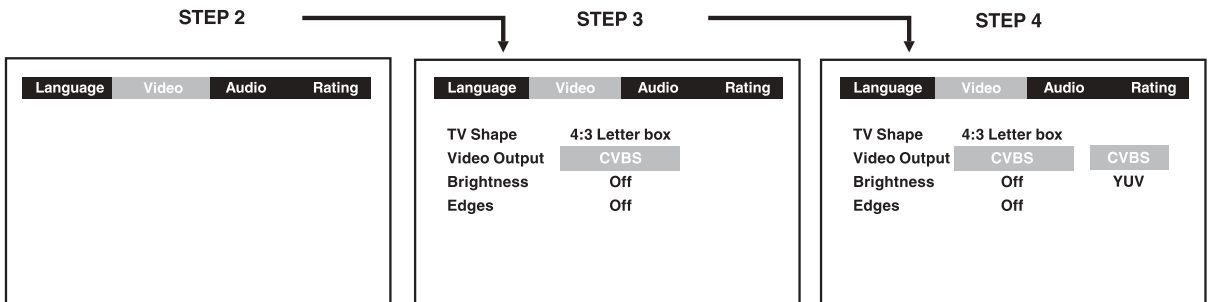 STEP 2
STEP 3
STEP 4
Language Video Audio Rating
Language Video Audio Rating
TV Shape 4:3 Letter box
Video Output CVBS
Brightness Off
Edges Off
Language Video Audio Rating
TV Shape 4:3 Letter box
Video Output CVBS CVBS
Brightness Off YUV
Edges Off